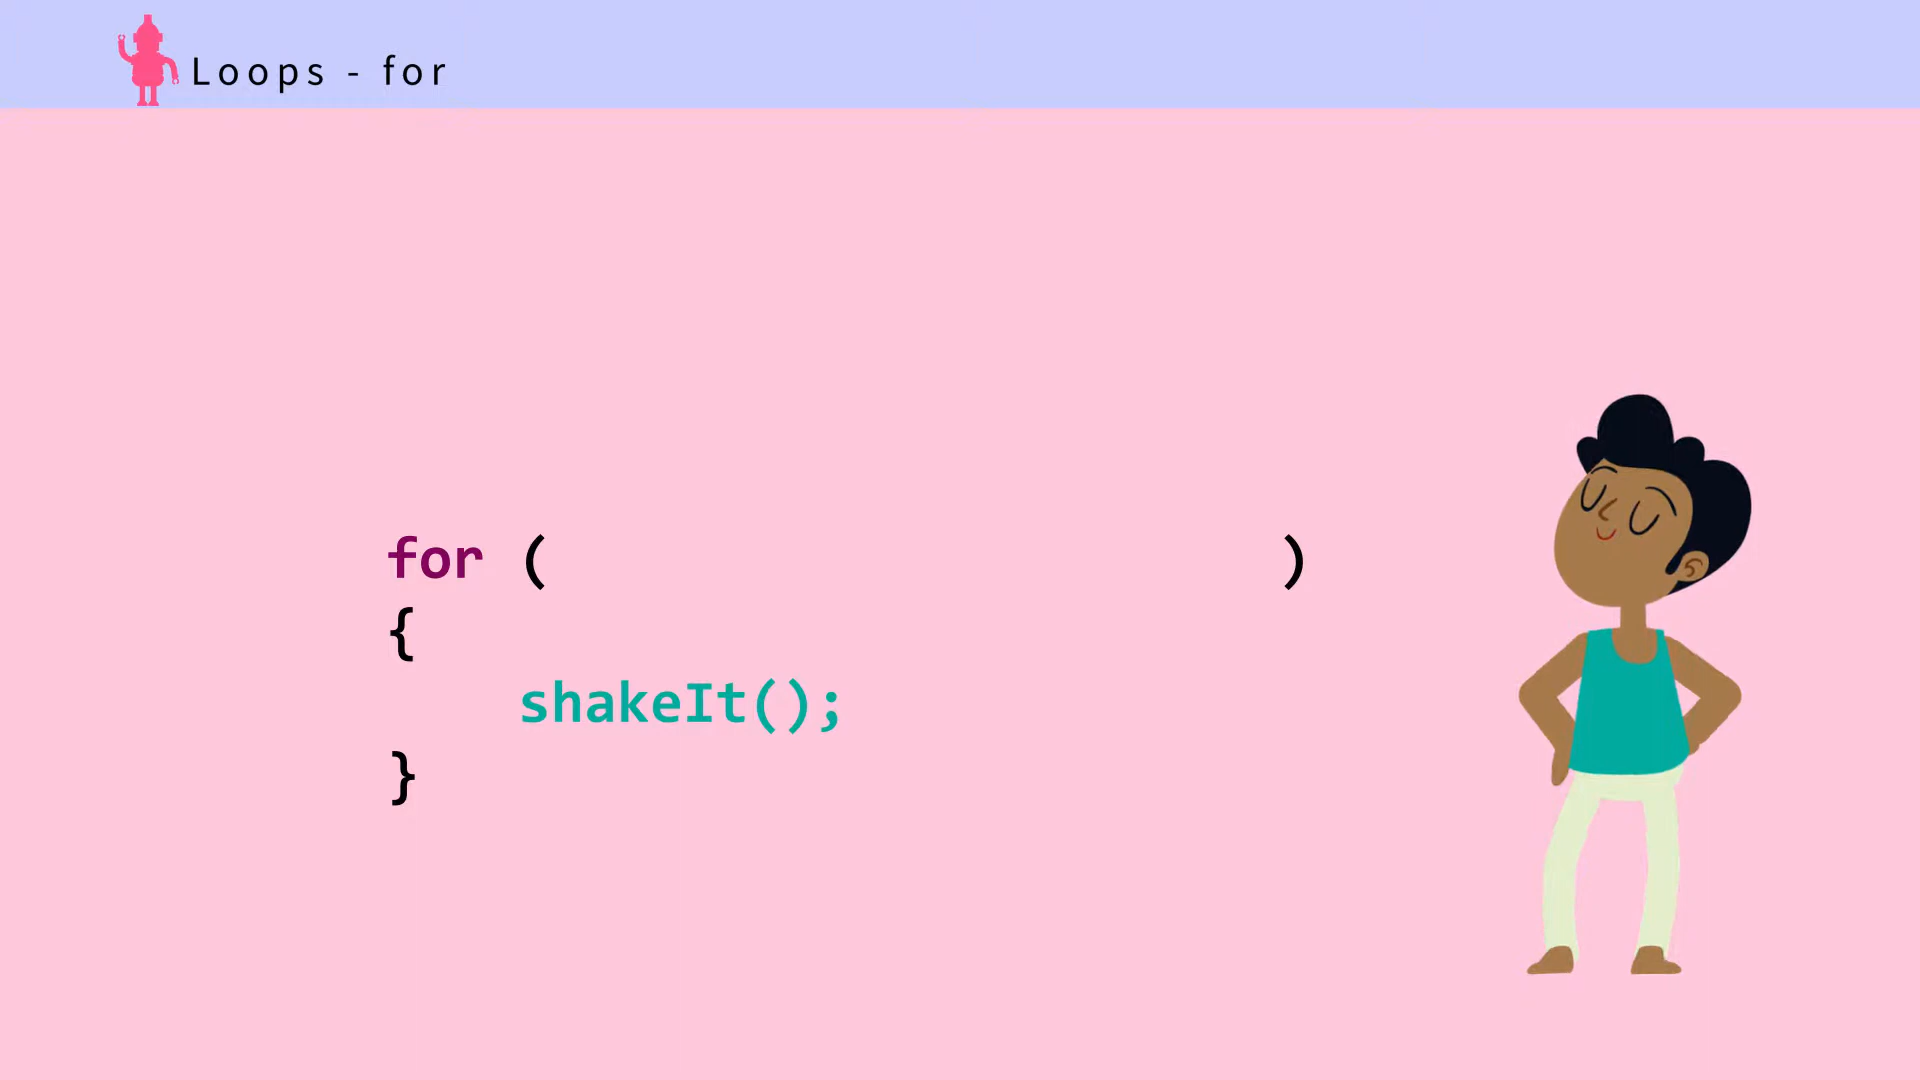 Loops - for
for (                      )
{
    shakeIt();
}